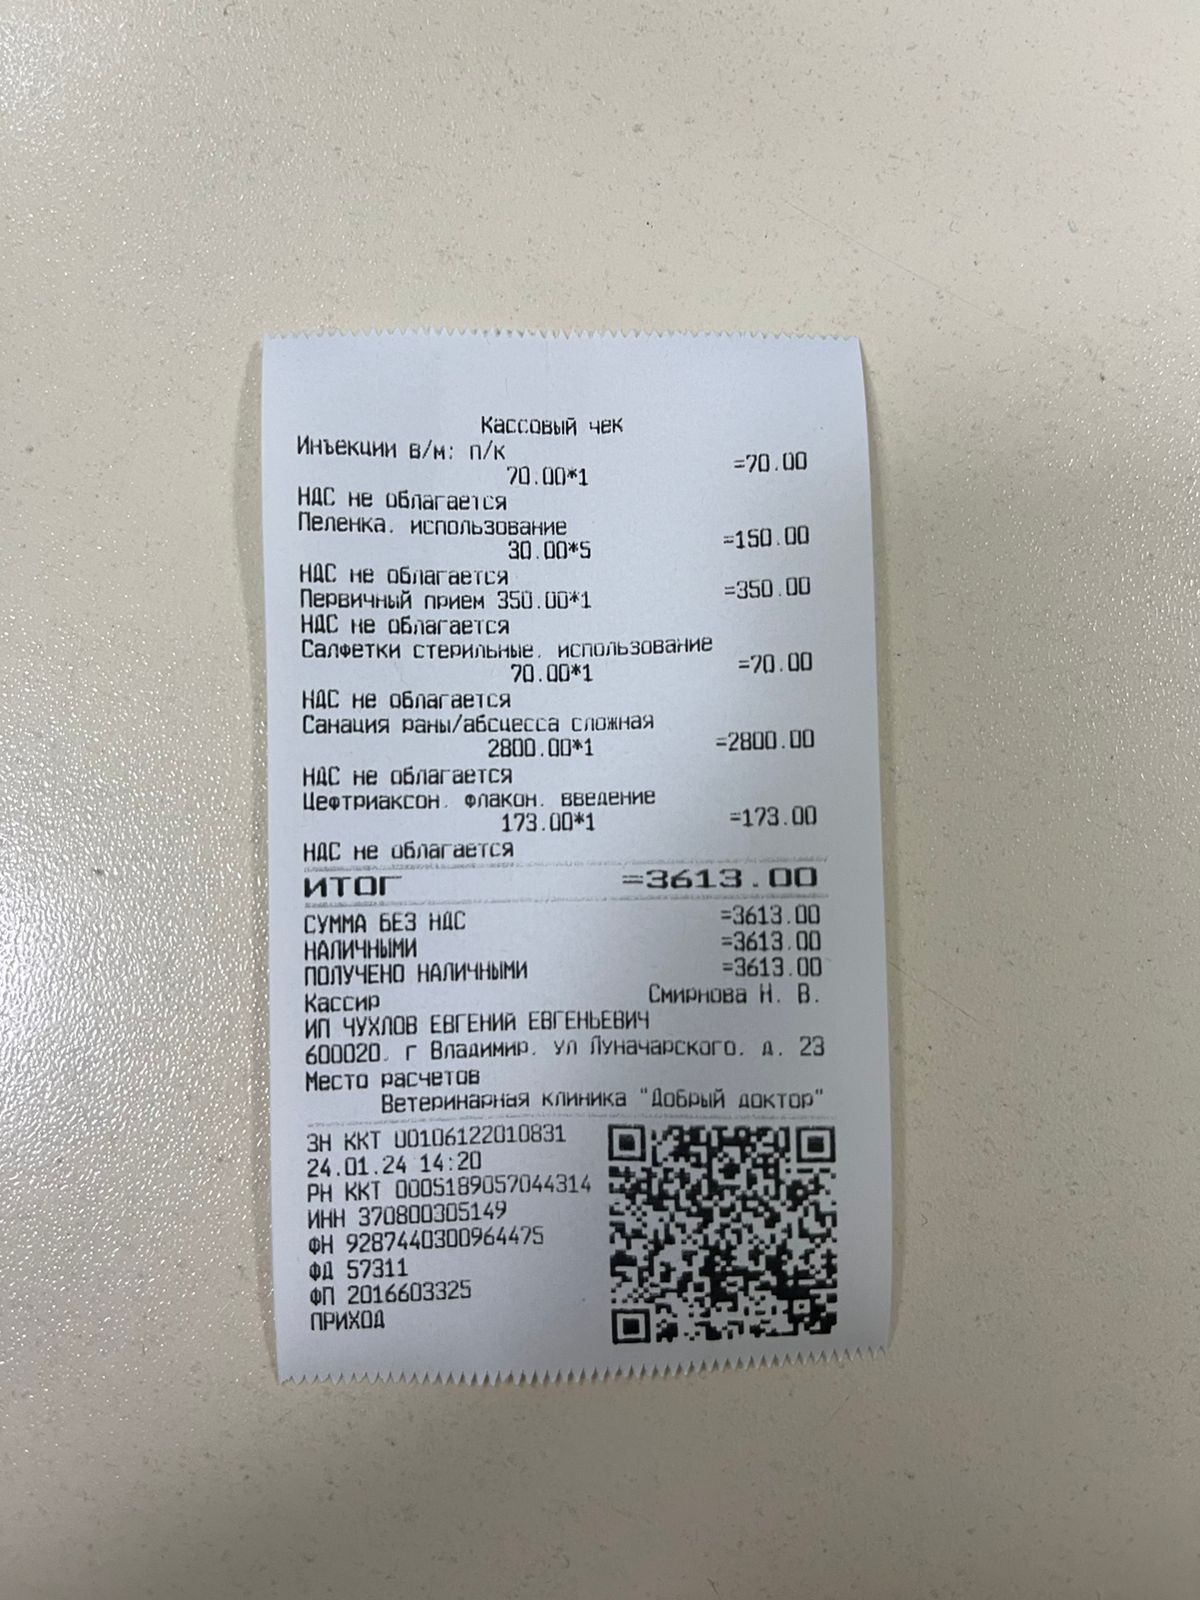 Кассовый чек
Инъекции в/м: п/к
70.00*1 =70.00
НДС не облагается
Пеленка. использование
30.00*5 =150.00
НДС не облагается
Первичный прием 350.00*1 =350.00
НДС не облагается
Салфетки стерильные. использование
70.00*1 =70.00
НДС не облагается
Санация раны/абсцесса сложная
2800.00*1 =2800.00
НДС не облагается
Цефтриаксон. флакон. введение
173.00*1 =173.00
НДС не облагается
ИТОГ =3613.00
СУММА БЕЗ НДС =3613.00
НАЛИЧНЫМИ =3613.00
ПОЛУЧЕНО НАЛИЧНЫМИ =3613.00
Кассир Смирнова Н. В.
ИП ЧУХЛОВ ЕВГЕНИЙ ЕВГЕНЬЕВИЧ
600020. г Владимир. ул Луначарского. д. 23
Место расчетов
Ветеринарная клиника "Добрый доктор"
ЗН ККТ 00106122010831
24.01.24 14:20
РН ККТ 0005189057044314
ИНН 370800305149
ФН 9287440300964475
ФД 57311
ФП 2016603325
ПРИХОД